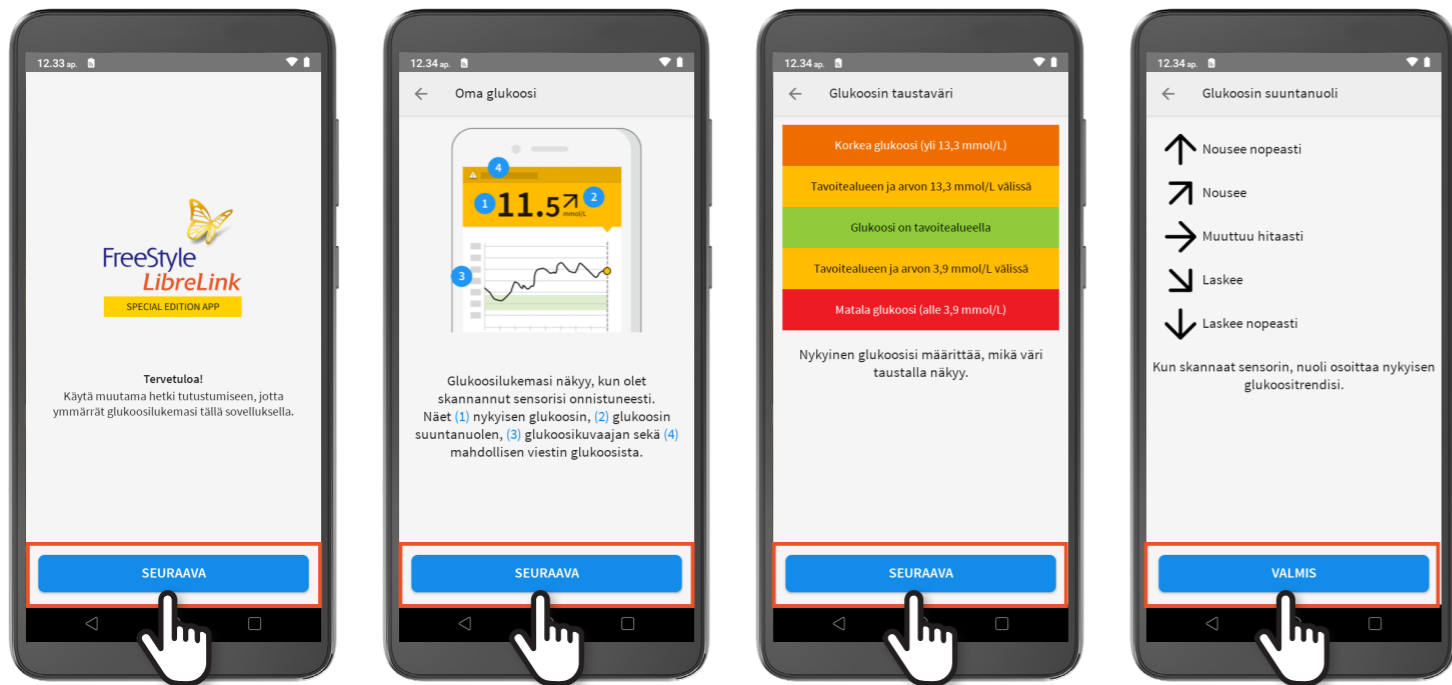 12.33 ap.
FreeStyle
LibreLink
SPECIAL EDITION APP
Tervetuloa!
Käytä muutama hetki tutustumiseen, jotta
ymmärrät glukoosilukemasi tällä sovelluksella.
SEURAAVA
12.34 ap.
Oma glukoosi
4
1
11.5
2
mmol/L
3
Glukoosilukemasi näkyy, kun olet
skannannut sensorisi onnistuneesti.
Näet (1) nykyisen glukoosin, (2) glukoosin
suuntanuolen, (3) glukoosikuvaajan sekä (4)
mahdollisen viestin glukoosista.
SEURAAVA
12.34 ap.
Glukoosin taustaväri
Korkea glukoosi (yli 13,3 mmol/L)
Tavoitealueen ja arvon 13,3 mmol/L välissä
Glukoosi on tavoitealueella
Tavoitealueen ja arvon 3,9 mmol/L välissä
Matala glukoosi (alle 3,9 mmol/L)
Nykyinen glukoosisi määrittää, mikä väri
taustalla näkyy.
SEURAAVA
12.34 ap.
Glukoosin suuntanuoli
Nousee nopeasti
Nousee
Muuttuu hitaasti
Laskee
Laskee nopeasti
Kun skannaat sensorin, nuoli osoittaa nykyisen
glukoositrendisi.
VALMIS